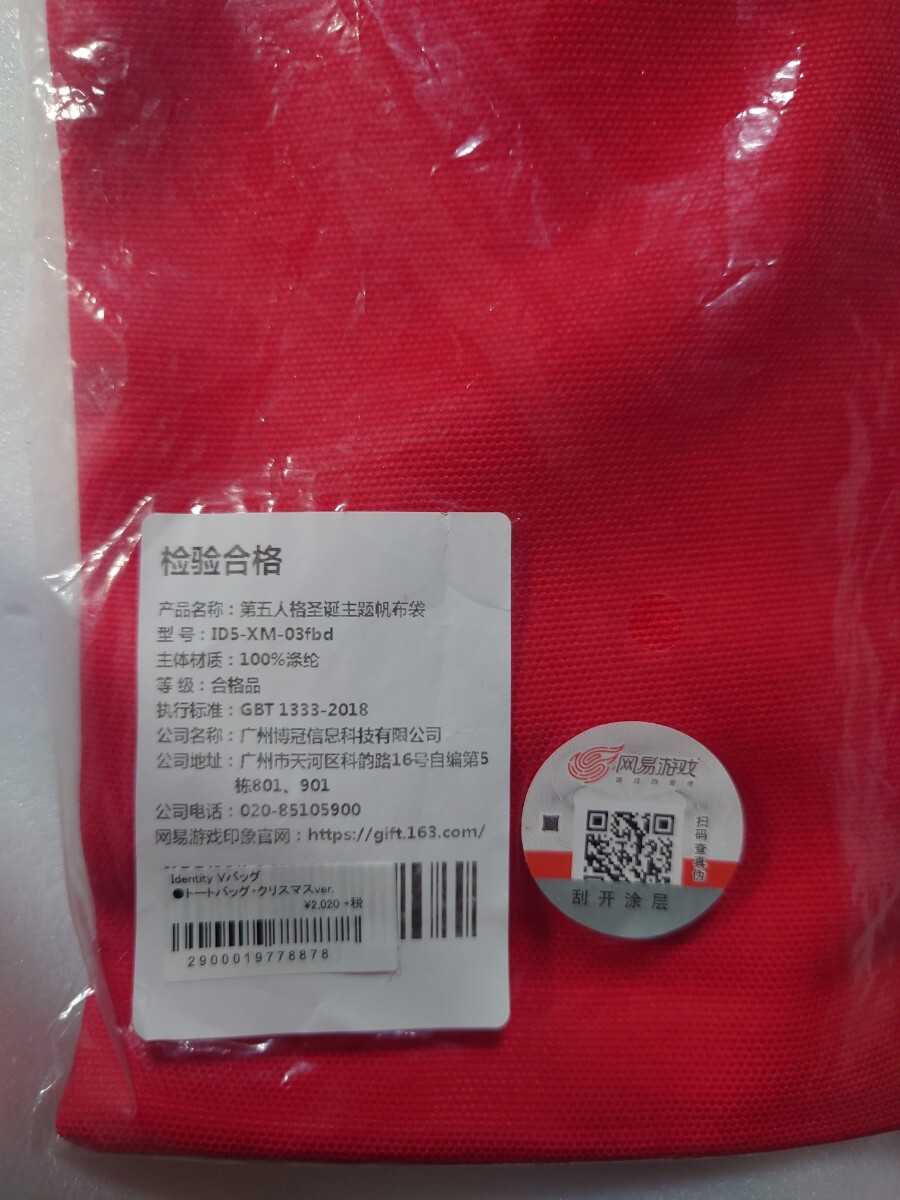 检验合格
产品名称：第五人格圣诞主题帆布袋
型 号：ID5-XM-03fbd
主体材质：100%涤纶
等 级：合格品
执行标准：GBT 1333-2018
公司名称：广州博冠信息科技有限公司
公司地址：广州市天河区科韵路16号自编第5
栋801、901
公司电话：020-85105900
网易游戏印象官网：https://gift.163.com/
Identity Vバッグ
●トートバッグ・クリスマスver.
¥2,020 +税
2900019778878
网易游戏
扫码查真伪
刮开涂层